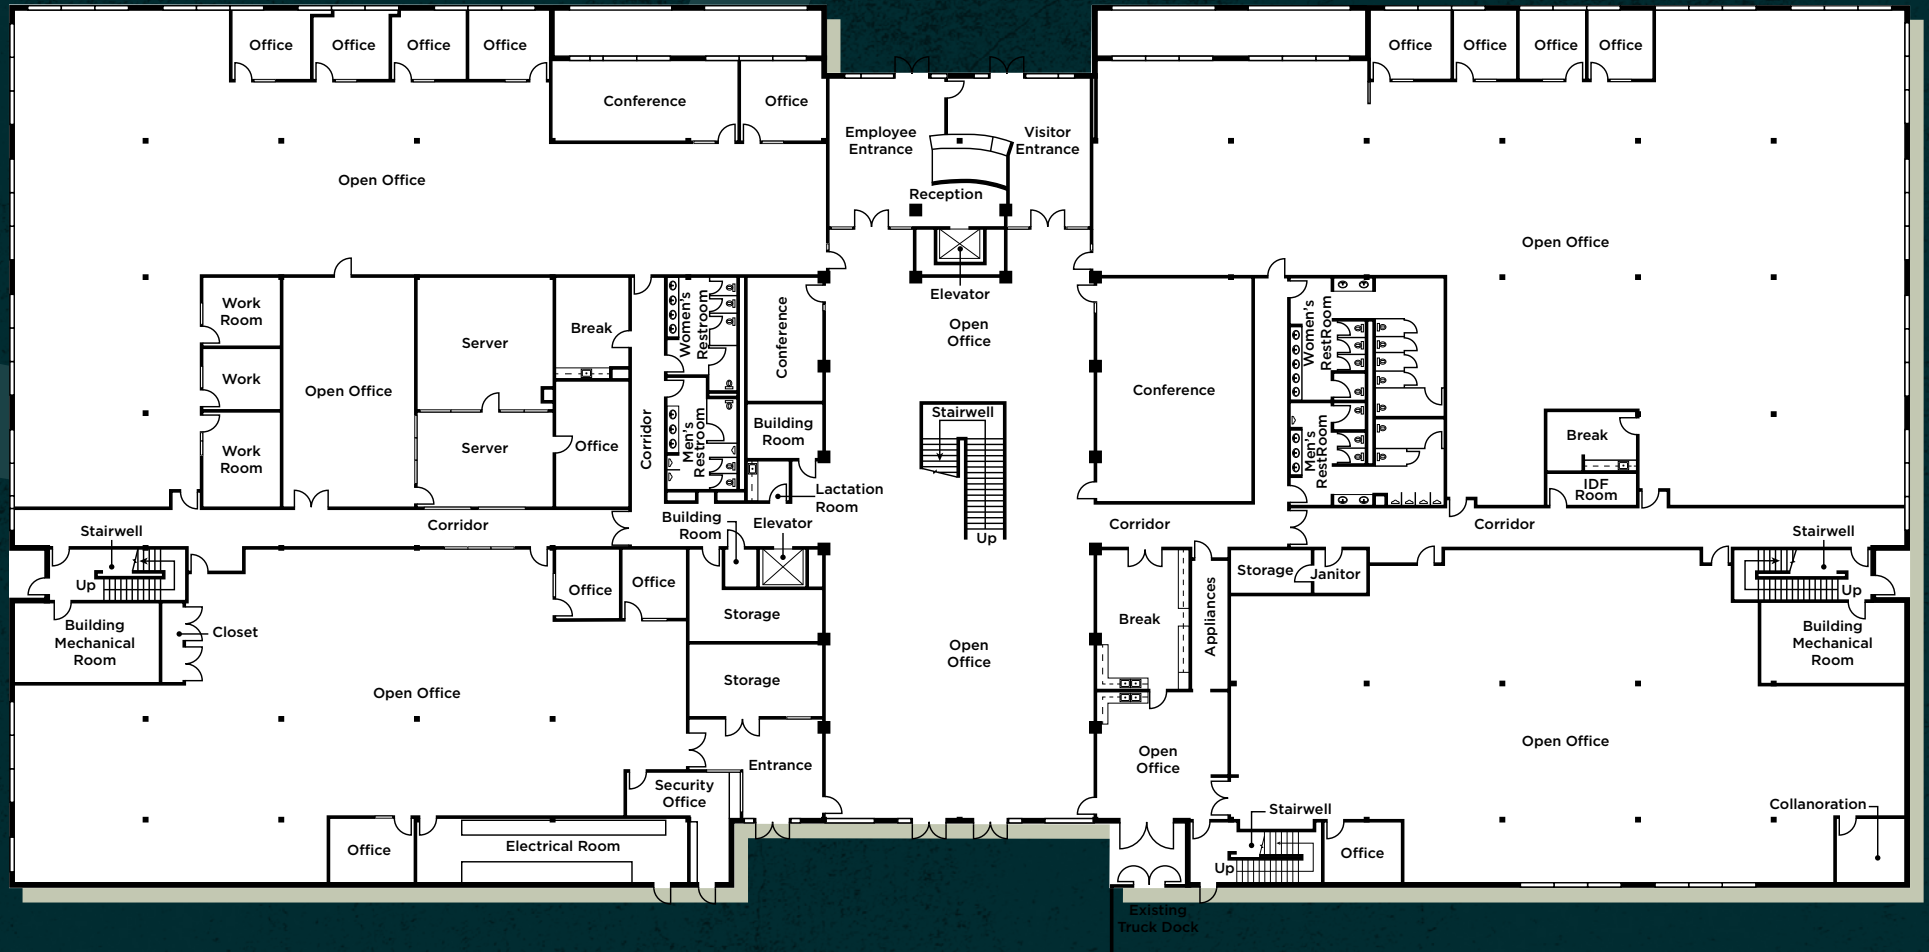 Office
Office
Office
Office
Office
Office
Office
Office
Conference
Office
Employee
Entrance
Visitor
Entrance
Reception
Open Office
Open Office
Elevator
Work
Room
Break
Women's
Restroom
Conference
Open
Office
Women's
RestRoom
Server
Work
Open Office
Conference
Stairwell
Building
Room
Break
Office
Corridor
Men's
Restroom
Men's
RestRoom
Server
Work
Room
Lactation
Room
IDF
Room
Building
Room
Elevator
Stairwell
Corridor
Corridor
Corridor
Stairwell
Up
Up
Office
Office
Storage
Janitor
Up
Storage
Break
Appliances
Building
Mechanical
Room
Closet
Building
Mechanical
Room
Open
Office
Storage
Open Office
Open Office
Open
Office
Entrance
Security
Office
Stairwell
Collanoration
Office
Electrical Room
Up
Office
Existing
Truck Dock